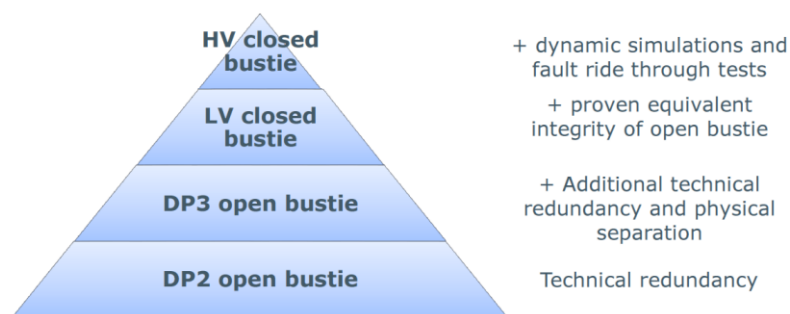 HV closed
bustie
+ dynamic simulations and
fault ride through tests
LV closed
bustie
+ proven equivalent
integrity of open bustie
DP3 open bustie
+ Additional technical
redundancy and physical
separation
DP2 open bustie
Technical redundancy